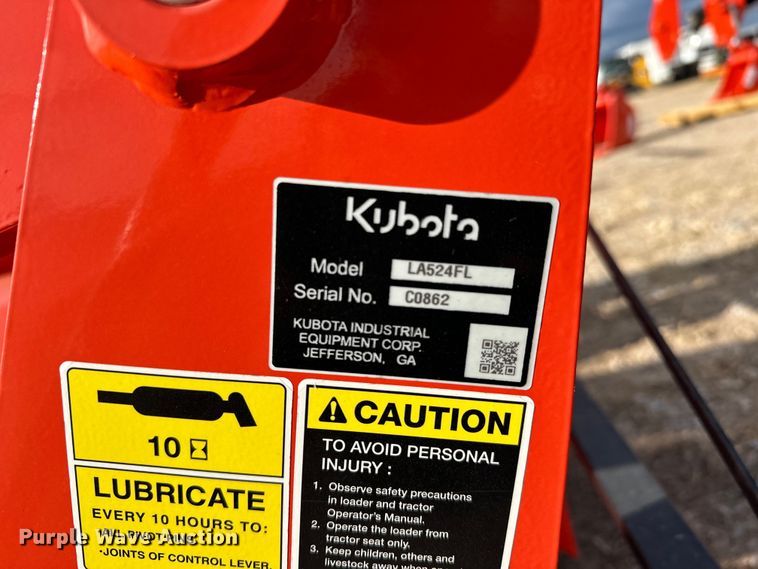 Kubota
Model LA524FL
Serial No. C0862
KUBOTA INDUSTRIAL
EQUIPMENT CORP.
JEFFERSON, GA
10
LUBRICATE
EVERY 10 HOURS TO:
•JOINTS OF CONTROL LEVER.
CAUTION
TO AVOID PERSONAL
INJURY :
1. Observe safety precautions
in loader and tractor
Operator's Manual.
2. Operate the loader from
tractor seat only.
3. Keep children, others and
livestock away when
Purple Wave Auction